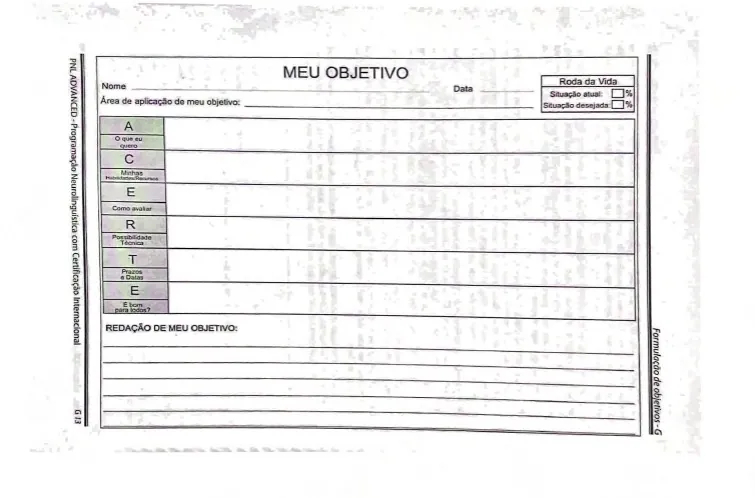 MEU OBJETIVO
Nome
Data
Área de aplicação de meu objetivo:
Roda da Vida
Situação atual: %
Situação desejada: %
A
O que eu
quero
C
Minhas
Habilidades/Recursos
E
Como avaliar
R
Possibilidade
Técnica
T
Prazos
e Datas
E
É bom
para todos?
REDAÇÃO DE MEU OBJETIVO:
PNL ADVANCED - Programação Neurolinguística com Certificação Internacional
G 13
Formulação de objetivos - G